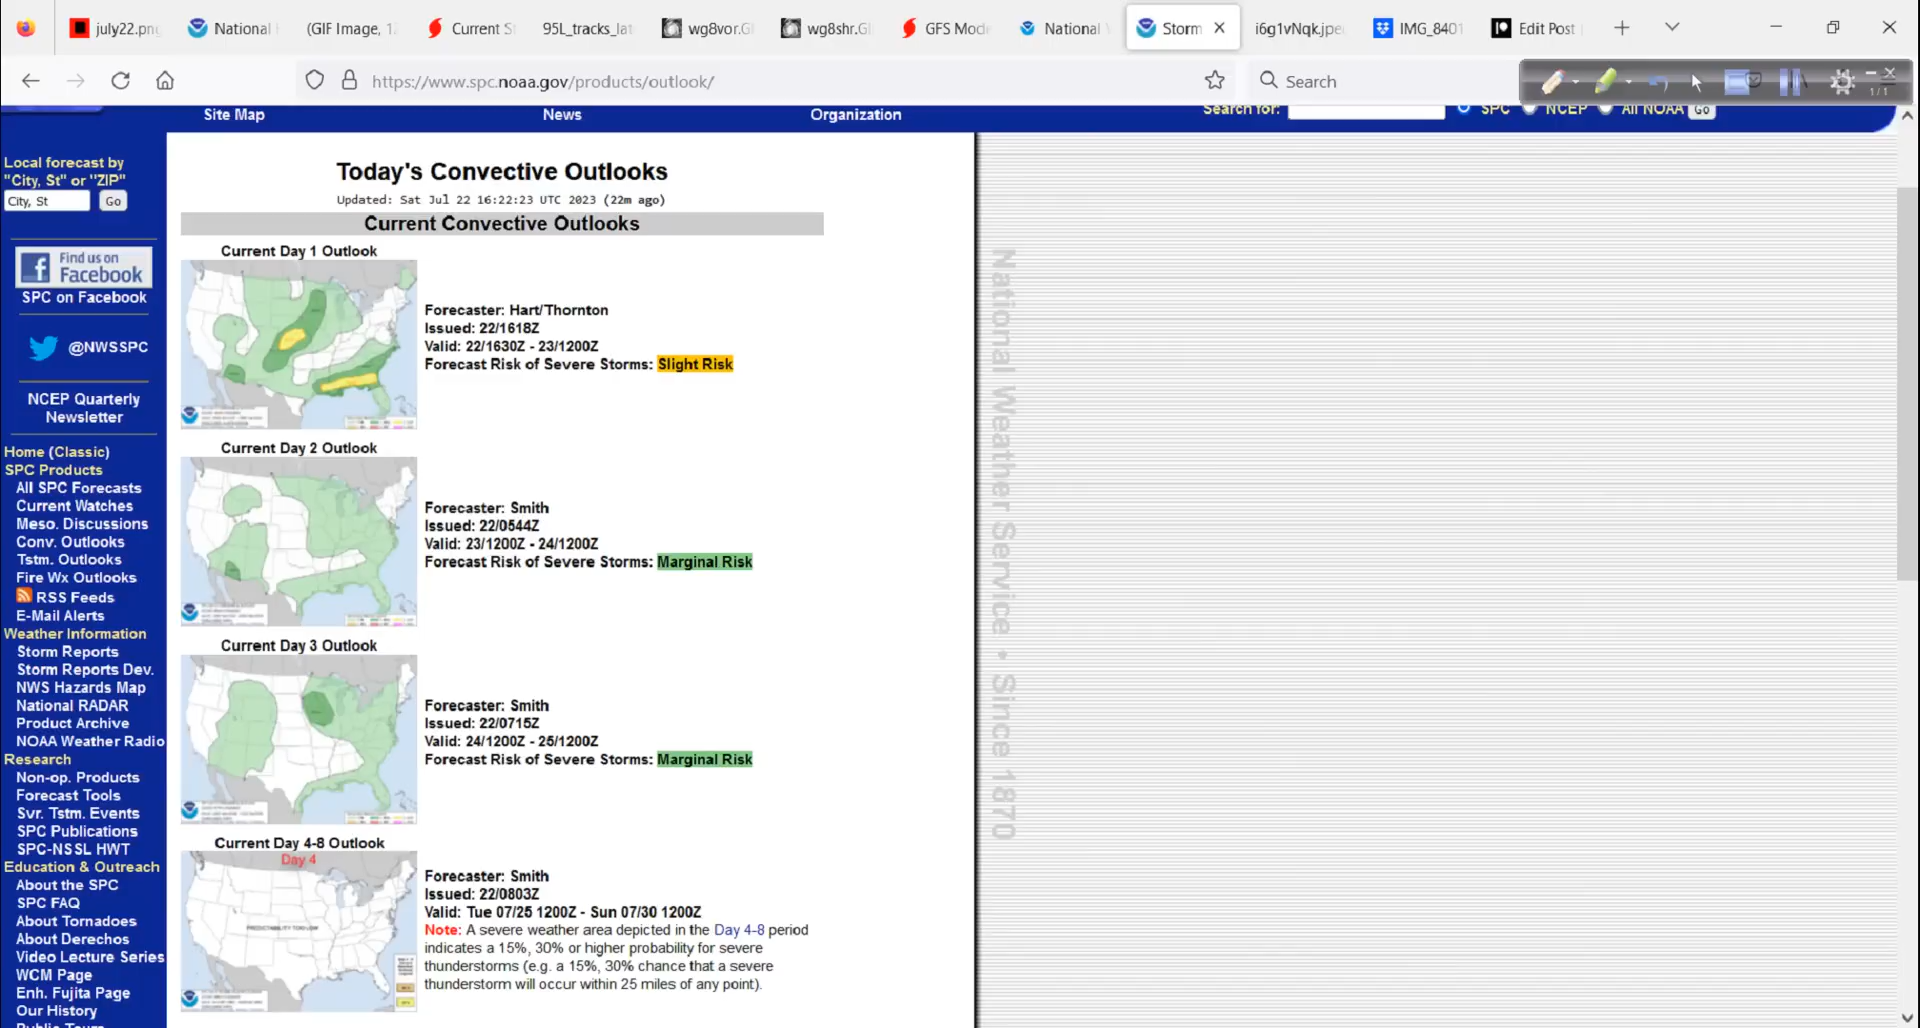 july22.pn
National
(GIF Image, 1
Current S
95L_tracks_lat
wg8vor.GI
wg8shr.GI
GFS Mode
National
Storm
i6g1vNqk.jpe
IMG_8401
Edit Post
https://www.spc.noaa.gov/products/outlook/
Search
1/1
Site Map
News
Organization
Search for:
SPC
NCEP
All NOAA
Go
Local forecast by
"City, St" or "ZIP"
City, St
Go
Find us on
Facebook
SPC on Facebook
@NWSSPC
NCEP Quarterly
Newsletter
Home (Classic)
SPC Products
All SPC Forecasts
Current Watches
Meso. Discussions
Conv. Outlooks
Tstm. Outlooks
Fire Wx Outlooks
RSS Feeds
E-Mail Alerts
Weather Information
Storm Reports
Storm Reports Dev.
NWS Hazards Map
National RADAR
Product Archive
NOAA Weather Radio
Research
Non-op. Products
Forecast Tools
Svr. Tstm. Events
SPC Publications
SPC-NSSL HWT
Education & Outreach
About the SPC
SPC FAQ
About Tornadoes
About Derechos
Video Lecture Series
WCM Page
Enh. Fujita Page
Our History
Public Tours
Today's Convective Outlooks
Updated: Sat Jul 22 16:22:23 UTC 2023 (22m ago)
Current Convective Outlooks
Current Day 1 Outlook
Forecaster: Hart/Thornton
Issued: 22/1618Z
Valid: 22/1630Z - 23/1200Z
Forecast Risk of Severe Storms: Slight Risk
Current Day 2 Outlook
Forecaster: Smith
Issued: 22/0544Z
Valid: 23/1200Z - 24/1200Z
Forecast Risk of Severe Storms: Marginal Risk
Current Day 3 Outlook
Forecaster: Smith
Issued: 22/0715Z
Valid: 24/1200Z - 25/1200Z
Forecast Risk of Severe Storms: Marginal Risk
Current Day 4-8 Outlook
Day 4
PREDICTABILITY TOO LOW
Forecaster: Smith
Issued: 22/0803Z
Valid: Tue 07/25 1200Z - Sun 07/30 1200Z
Note: A severe weather area depicted in the Day 4-8 period
indicates a 15%, 30% or higher probability for severe
thunderstorms (e.g. a 15%, 30% chance that a severe
thunderstorm will occur within 25 miles of any point).
National Weather Service • Since 1870